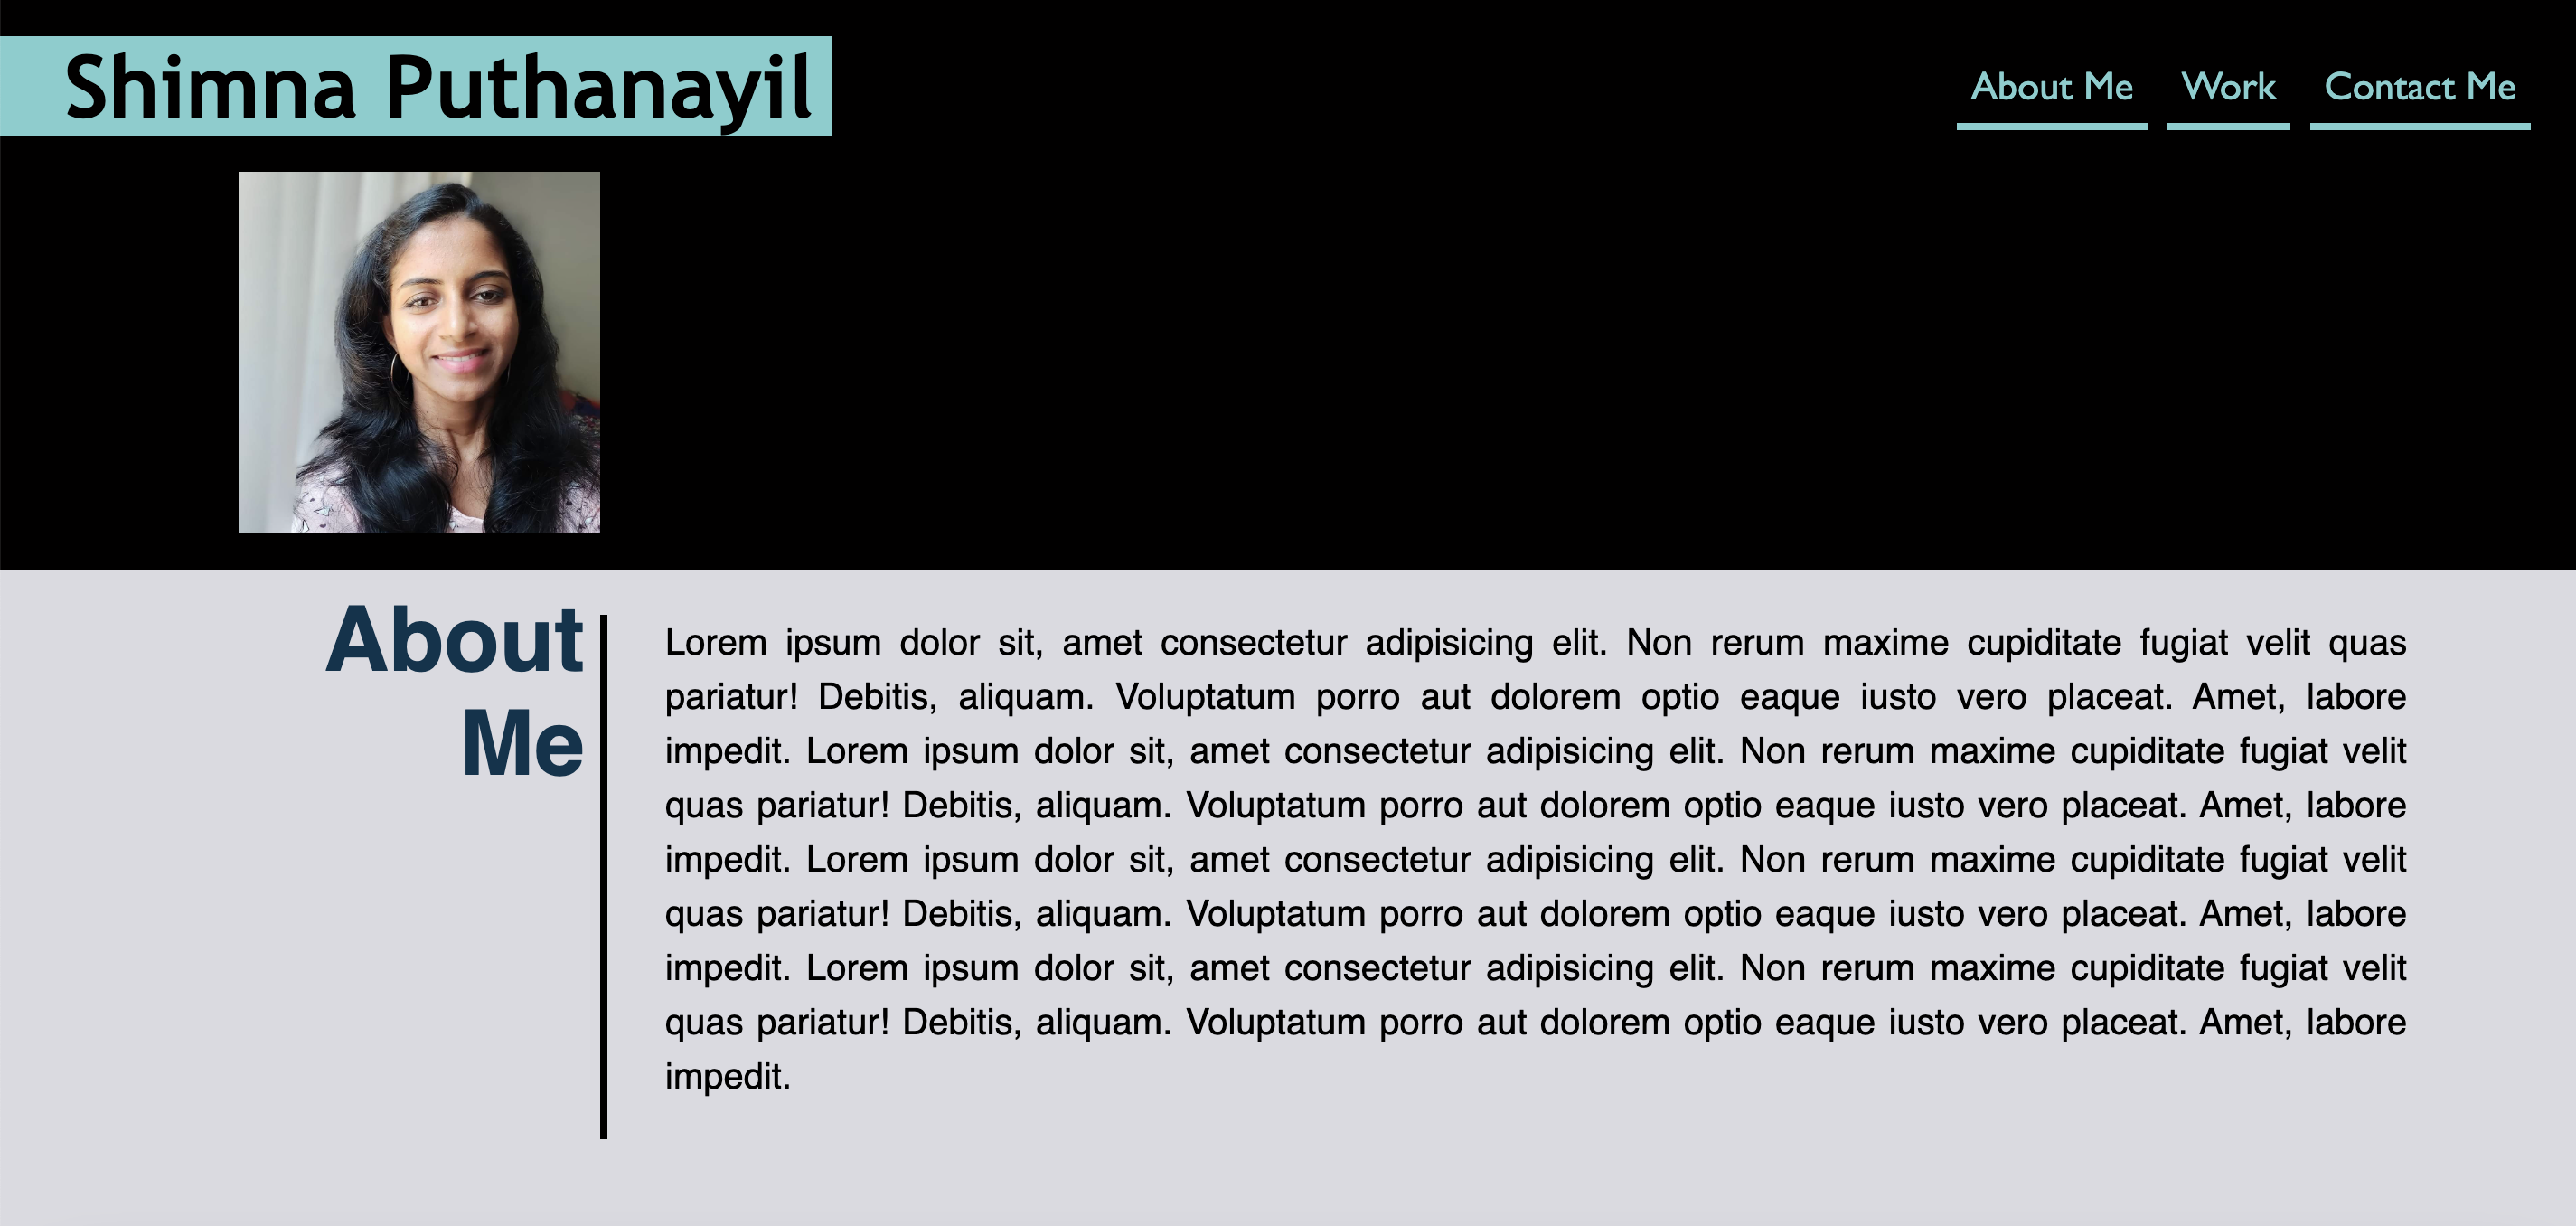 Shimna Puthanayil
About Me Work Contact Me
About
Me
Lorem ipsum dolor sit, amet consectetur adipisicing elit. Non rerum maxime cupiditate fugiat velit quas
pariatur! Debitis, aliquam. Voluptatum porro aut dolorem optio eaque iusto vero placeat. Amet, labore
impedit. Lorem ipsum dolor sit, amet consectetur adipisicing elit. Non rerum maxime cupiditate fugiat velit
quas pariatur! Debitis, aliquam. Voluptatum porro aut dolorem optio eaque iusto vero placeat. Amet, labore
impedit. Lorem ipsum dolor sit, amet consectetur adipisicing elit. Non rerum maxime cupiditate fugiat velit
quas pariatur! Debitis, aliquam. Voluptatum porro aut dolorem optio eaque iusto vero placeat. Amet, labore
impedit. Lorem ipsum dolor sit, amet consectetur adipisicing elit. Non rerum maxime cupiditate fugiat velit
quas pariatur! Debitis, aliquam. Voluptatum porro aut dolorem optio eaque iusto vero placeat. Amet, labore
impedit.